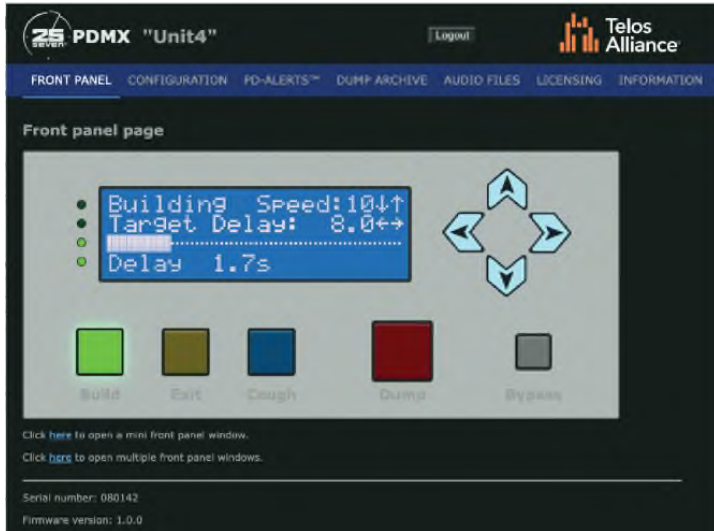 25 SEVEN PDMX "Unit4"
Logout
Telos Alliance
FRONT PANEL CONFIGURATION PD-ALERTS™ DUMP ARCHIVE AUDIO FILES LICENSING INFORMATION
Front panel page
Building Speed:10↓↑
Target Delay: 8.0←→
Delay 1.7s
Build Exit Cough Dump Bypass
Click here to open a mini front panel window.
Click here to open multiple front panel windows.
Serial number: 080142
Firmware version: 1.0.0